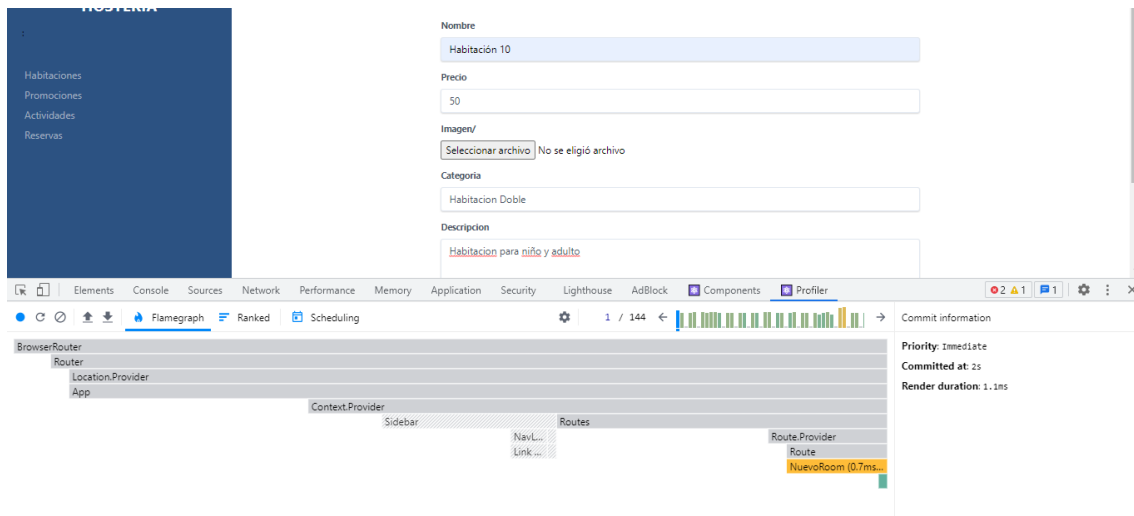 HOSTERIA
:
Habitaciones
Promociones
Actividades
Reservas
Nombre
Habitación 10
Precio
50
Imagen/
Seleccionar archivo No se eligió archivo
Categoria
Habitacion Doble
Descripcion
Habitacion para niño y adulto
Elements Console Sources Network Performance Memory Application Security Lighthouse AdBlock Components Profiler 2 1 1
Flamegraph Ranked Scheduling 1 / 144 Commit information
BrowserRouter
Router
Location.Provider
App
Context.Provider
Sidebar Routes
NavL... Route.Provider
Link ... Route
NuevoRoom (0.7ms...
Priority: Immediate
Committed at: 2s
Render duration: 1.1ms